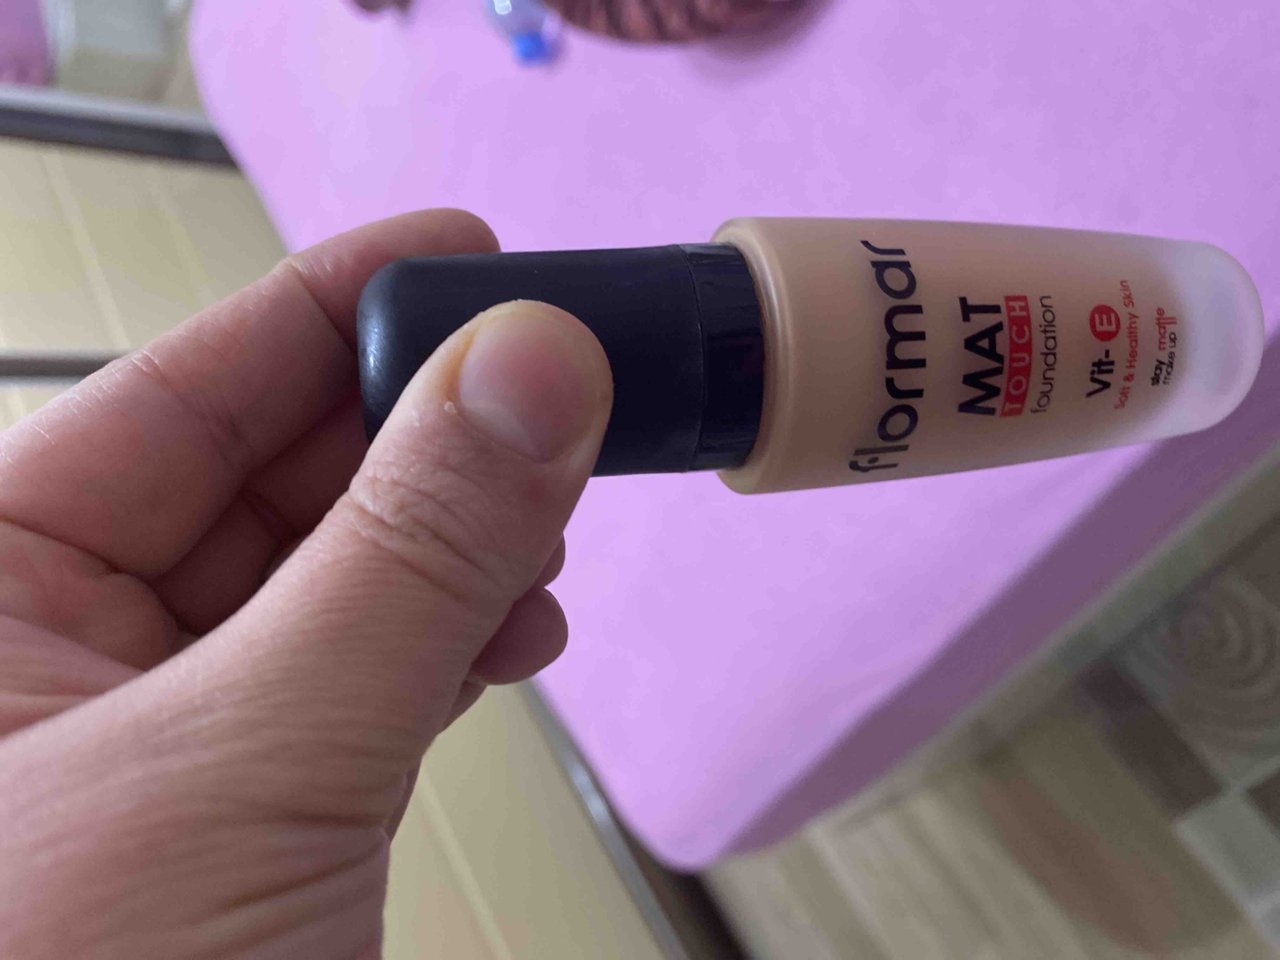 flormar
MAT
TOUCH
foundation
Vit- E
Soft & Healthy Skin
stay matte
make up